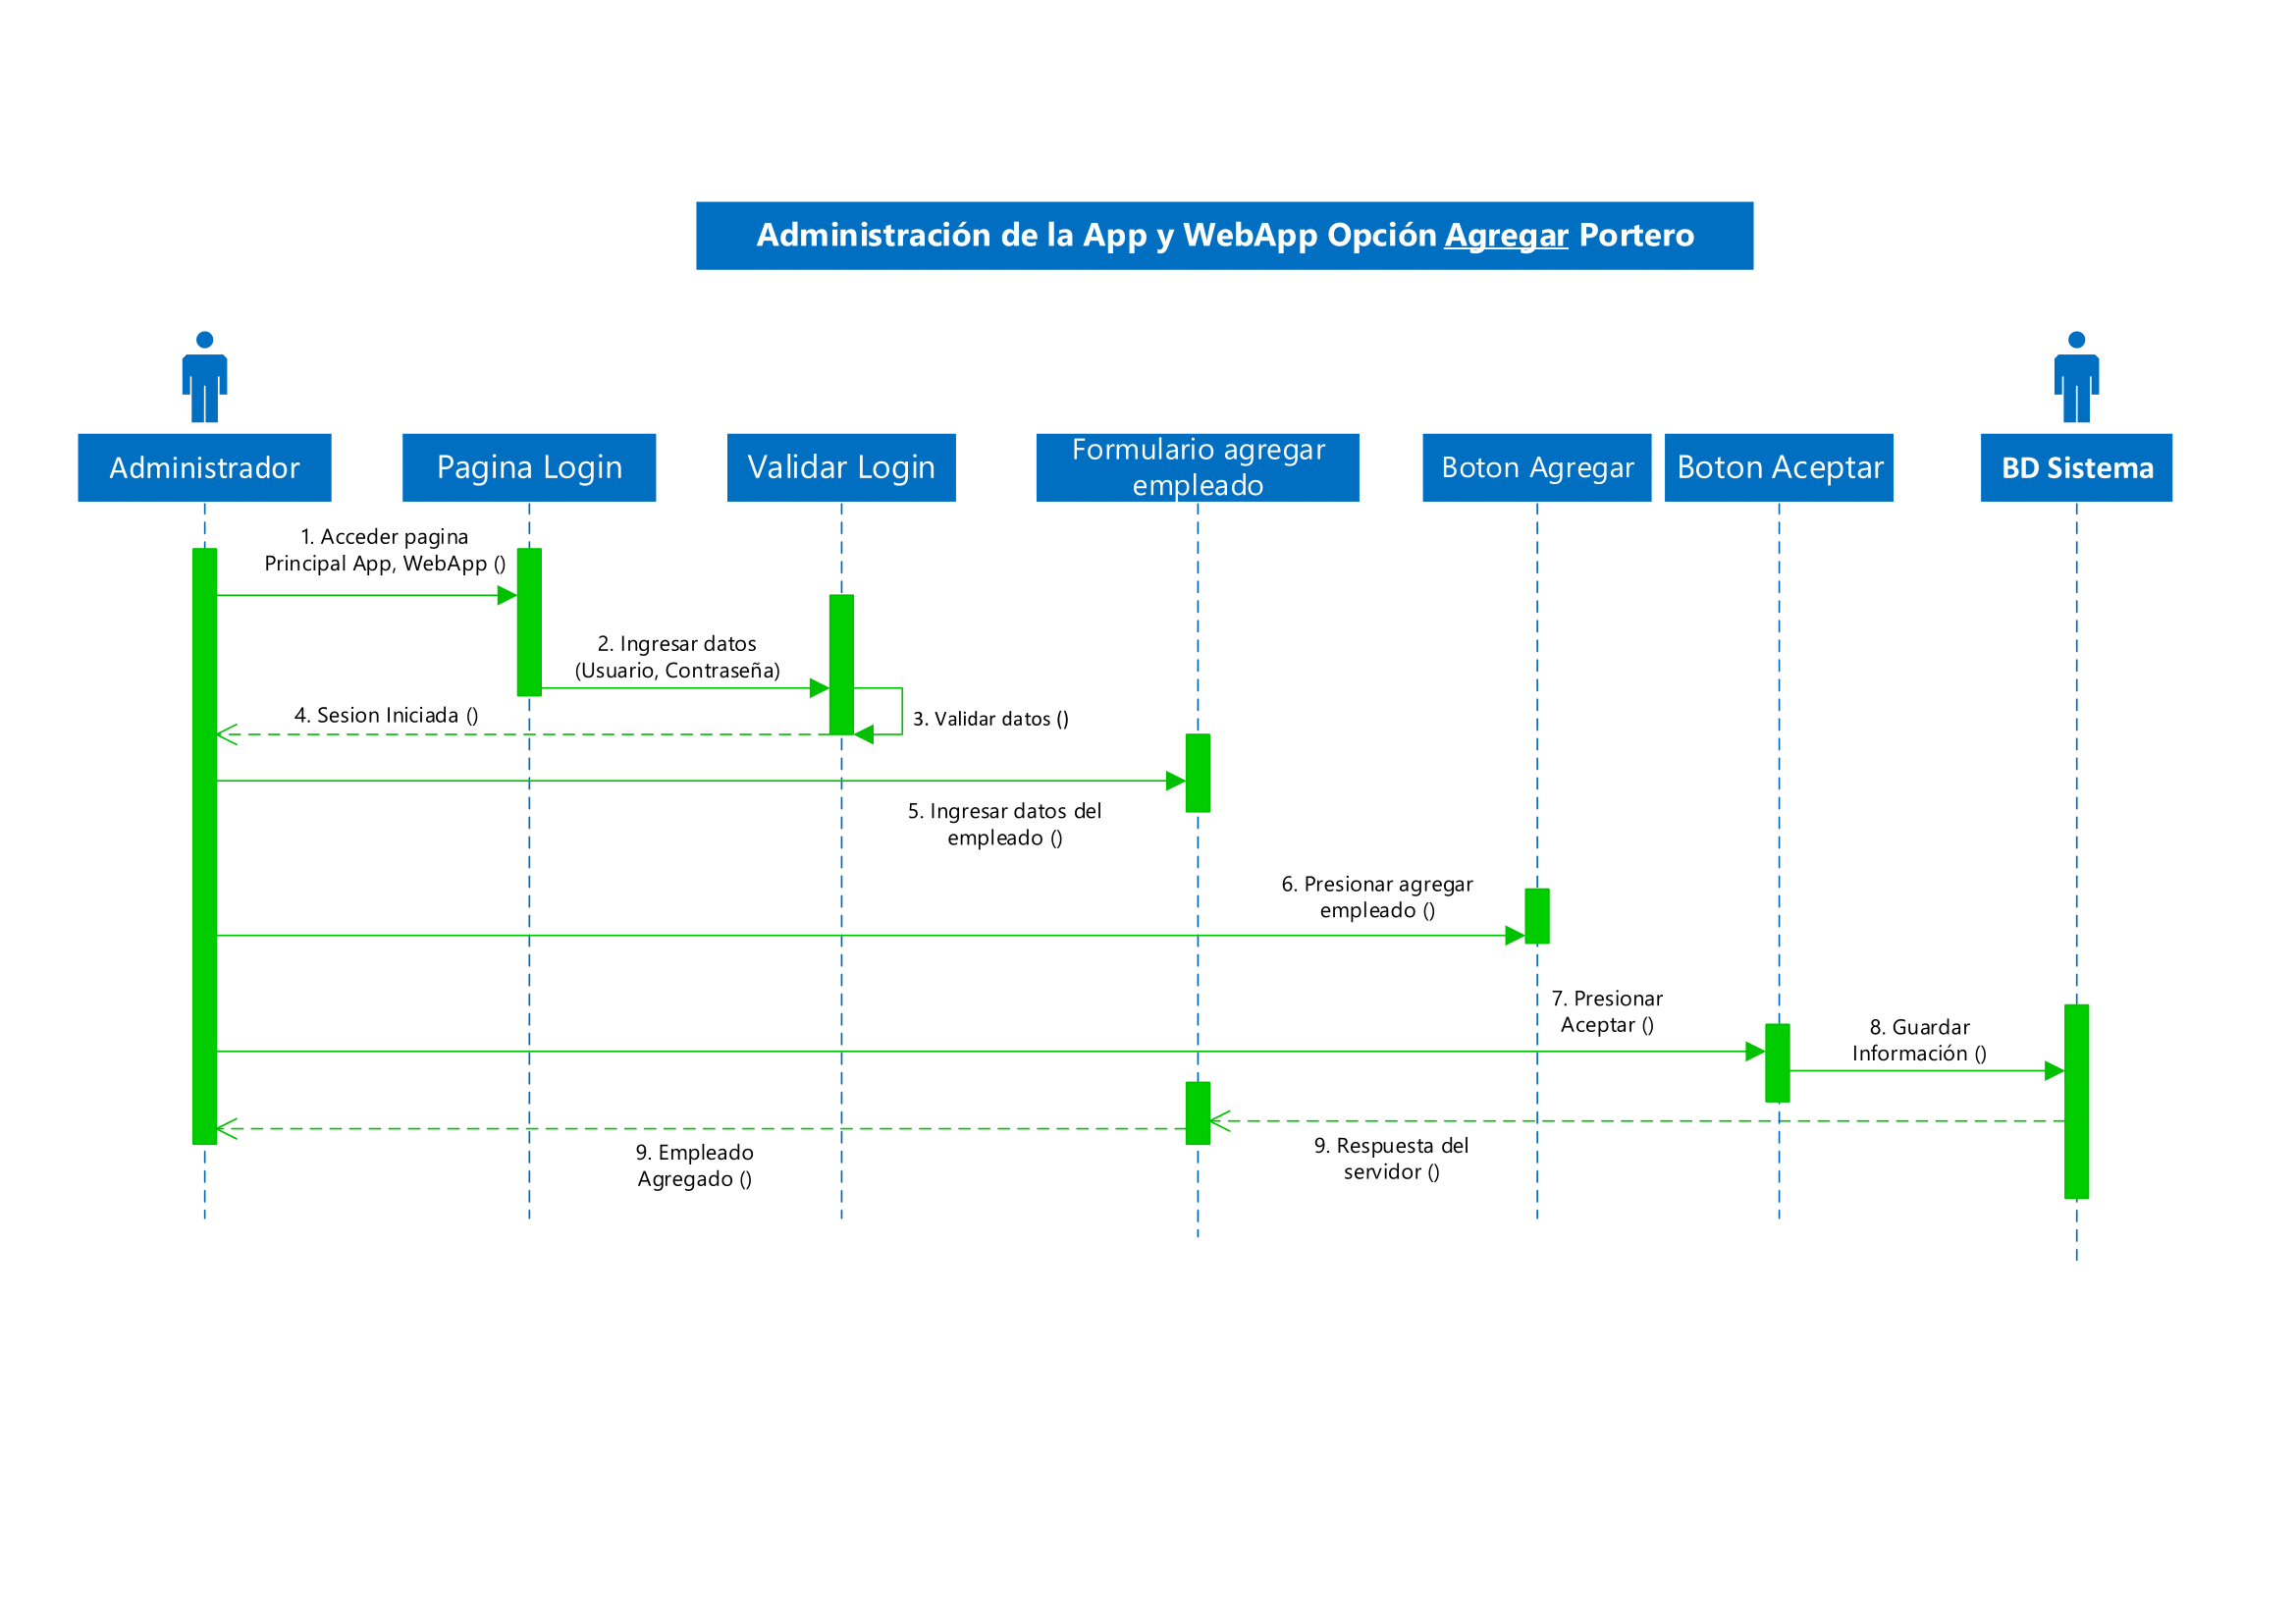 Administración de la App y WebApp Opción Agregar Portero
Administrador
Pagina Login
Validar Login
Formulario agregar
empleado
Boton Agregar
Boton Aceptar
BD Sistema
1. Acceder pagina
Principal App, WebApp ()
2. Ingresar datos
(Usuario, Contraseña)
3. Validar datos ()
4. Sesion Iniciada ()
5. Ingresar datos del
empleado ()
6. Presionar agregar
empleado ()
7. Presionar
Aceptar ()
8. Guardar
Información ()
9. Respuesta del
servidor ()
9. Empleado
Agregado ()